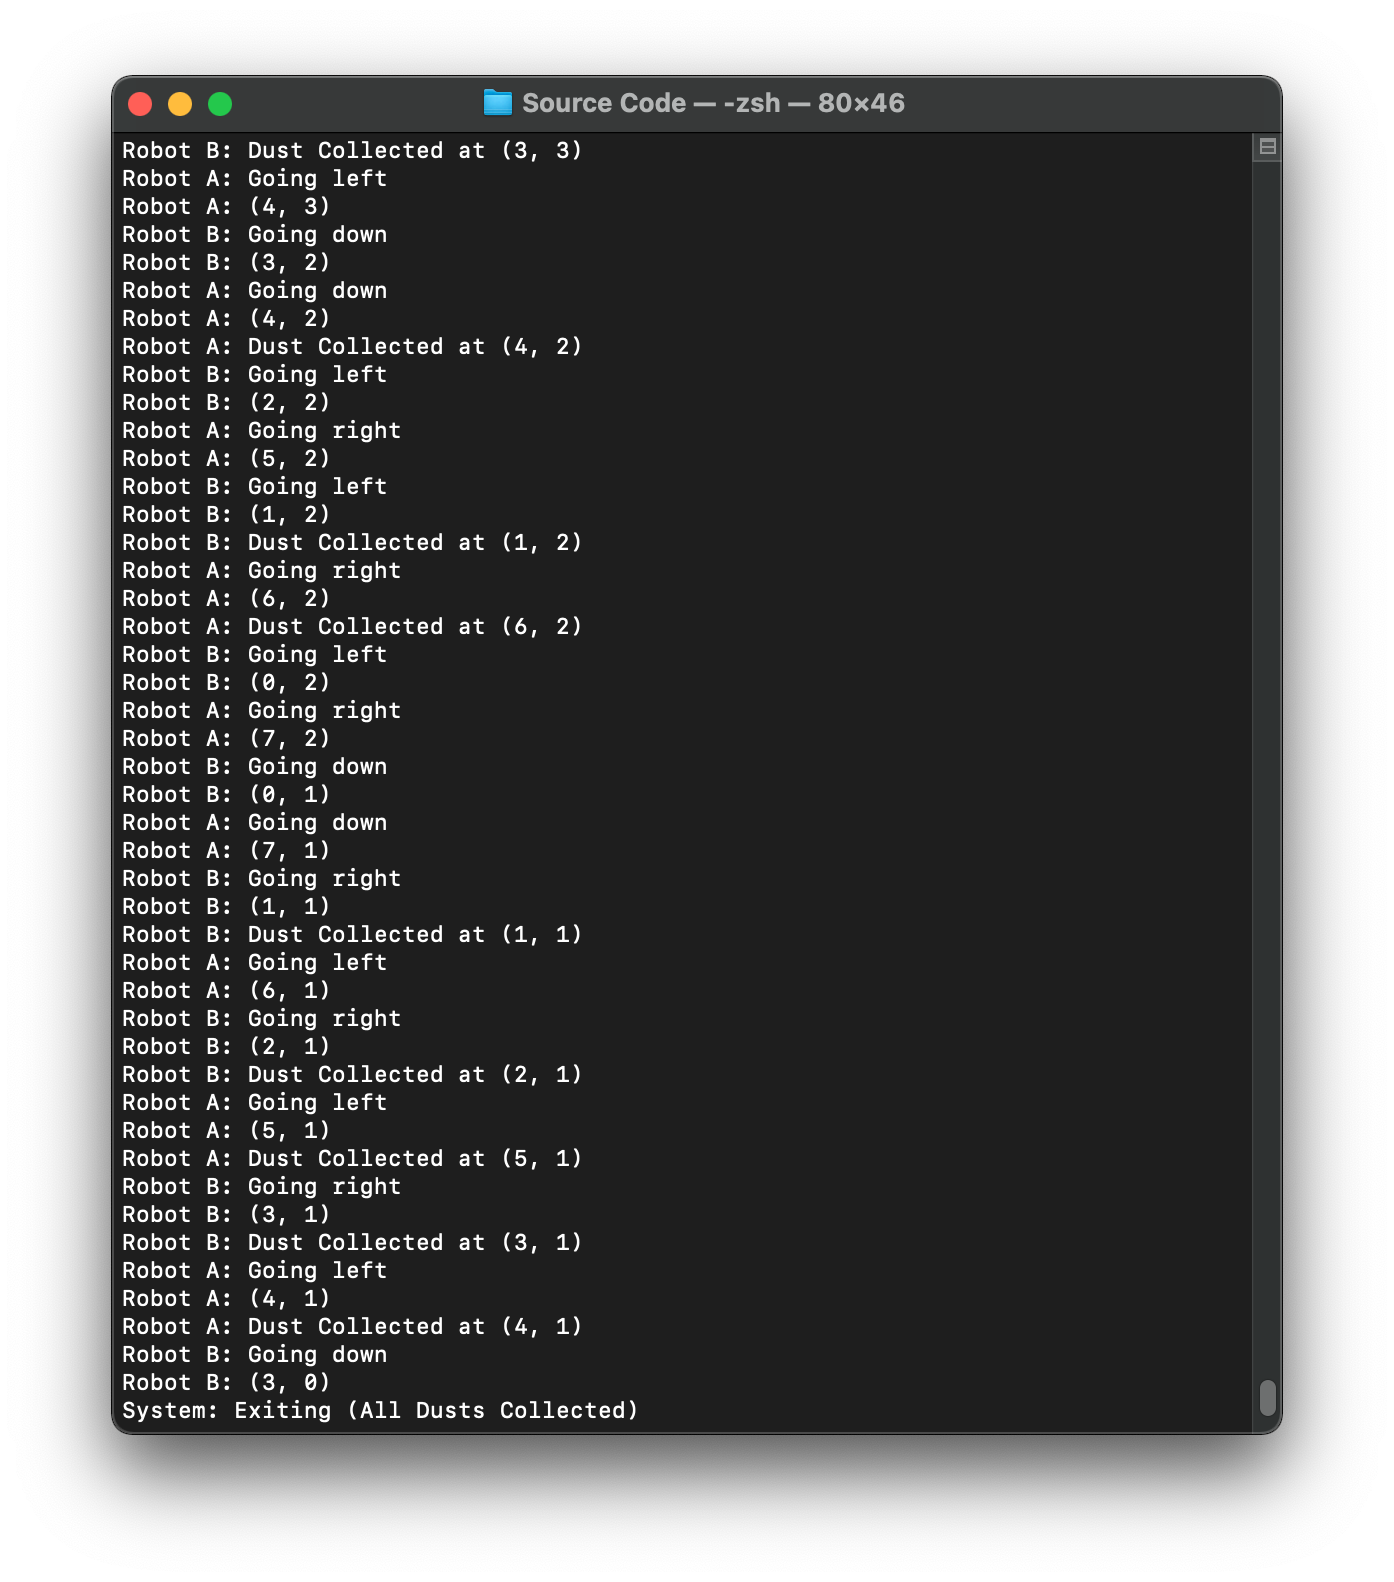 Source Code — -zsh — 80×46
Robot B: Dust Collected at (3, 3)
Robot A: Going left
Robot A: (4, 3)
Robot B: Going down
Robot B: (3, 2)
Robot A: Going down
Robot A: (4, 2)
Robot A: Dust Collected at (4, 2)
Robot B: Going left
Robot B: (2, 2)
Robot A: Going right
Robot A: (5, 2)
Robot B: Going left
Robot B: (1, 2)
Robot B: Dust Collected at (1, 2)
Robot A: Going right
Robot A: (6, 2)
Robot A: Dust Collected at (6, 2)
Robot B: Going left
Robot B: (0, 2)
Robot A: Going right
Robot A: (7, 2)
Robot B: Going down
Robot B: (0, 1)
Robot A: Going down
Robot A: (7, 1)
Robot B: Going right
Robot B: (1, 1)
Robot B: Dust Collected at (1, 1)
Robot A: Going left
Robot A: (6, 1)
Robot B: Going right
Robot B: (2, 1)
Robot B: Dust Collected at (2, 1)
Robot A: Going left
Robot A: (5, 1)
Robot A: Dust Collected at (5, 1)
Robot B: Going right
Robot B: (3, 1)
Robot B: Dust Collected at (3, 1)
Robot A: Going left
Robot A: (4, 1)
Robot A: Dust Collected at (4, 1)
Robot B: Going down
Robot B: (3, 0)
System: Exiting (All Dusts Collected)